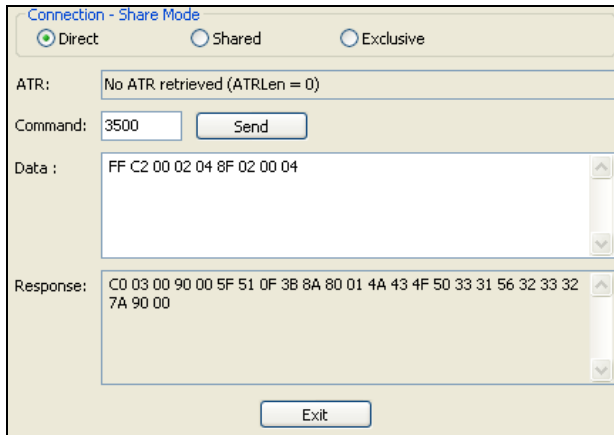 Connection - Share Mode
Direct Shared Exclusive
ATR: No ATR retrieved (ATRLen = 0)
Command: 3500 Send
Data : FF C2 00 02 04 8F 02 00 04
Response: C0 03 00 90 00 5F 51 0F 3B 8A 80 01 4A 43 4F 50 33 31 56 32 33 32
7A 90 00
Exit